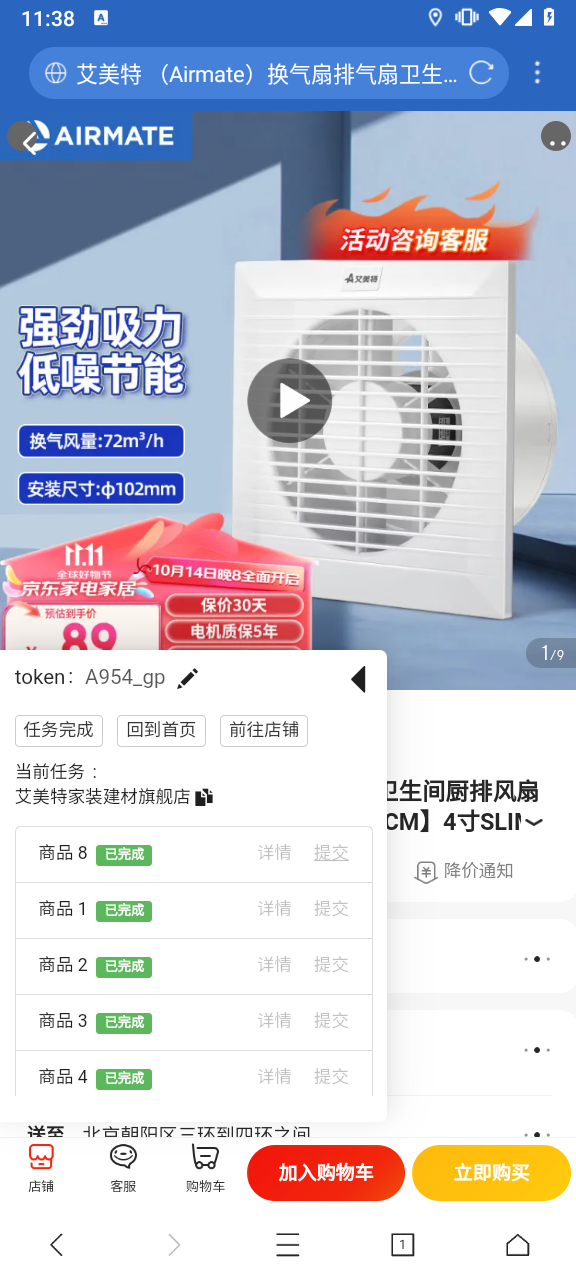 11:38
艾美特 （Airmate）换气扇排气扇卫生...
AIRMATE
活动咨询客服
艾美特
强劲吸力
低噪节能
换气风量:72m³/h
安装尺寸:ф102mm
11.11
全球好物节
京东家电家居
10月14日晚8全面开启
预估到手价
保价30天
¥89
电机质保5年
1/9
token： A954_gp
任务完成 回到首页 前往店铺
当前任务 ：
艾美特家装建材旗舰店
卫生间厨排风扇
CM】4寸SLIM
降价通知
商品 8 已完成 详情 提交
商品 1 已完成 详情 提交
商品 2 已完成 详情 提交
商品 3 已完成 详情 提交
商品 4 已完成 详情 提交
送至 北京朝阳区三环到四环之间
店铺 客服 购物车 加入购物车 立即购买
1